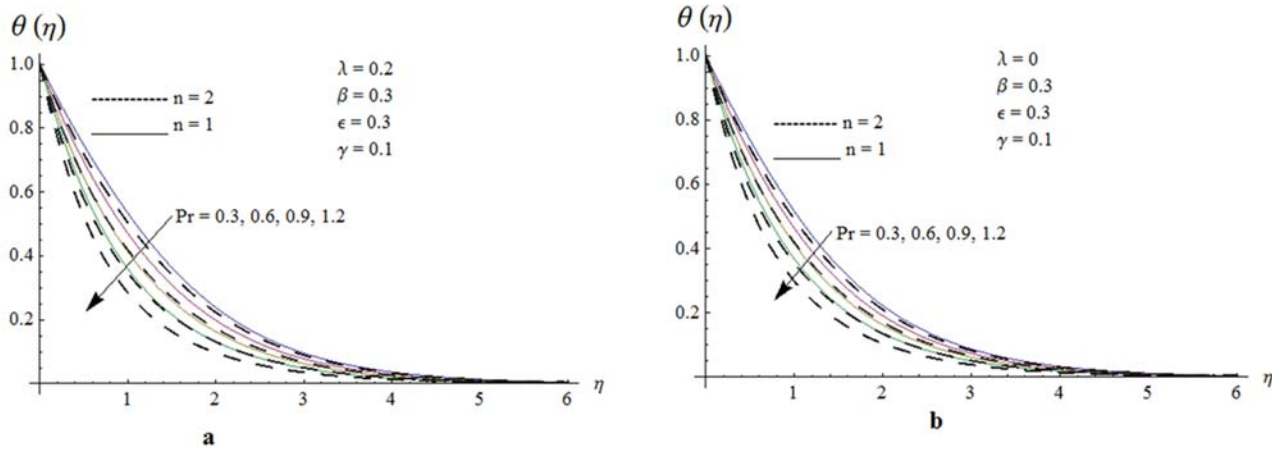 θ (η)
1.0
0.8
0.6
0.4
0.2
λ = 0.2
β = 0.3
ϵ = 0.3
γ = 0.1
n = 2
n = 1
Pr = 0.3, 0.6, 0.9, 1.2
1 2 3 4 5 6 η
a
θ (η)
1.0
0.8
0.6
0.4
0.2
λ = 0
β = 0.3
ϵ = 0.3
γ = 0.1
n = 2
n = 1
Pr = 0.3, 0.6, 0.9, 1.2
1 2 3 4 5 6 η
b